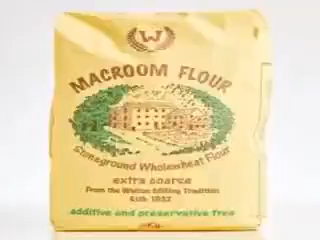 W
MACROOM FLOUR
Stoneground Wholewheat Flour
extra coarse
From the Walton Milling Tradition
Estb. 1832
additive and preservative free